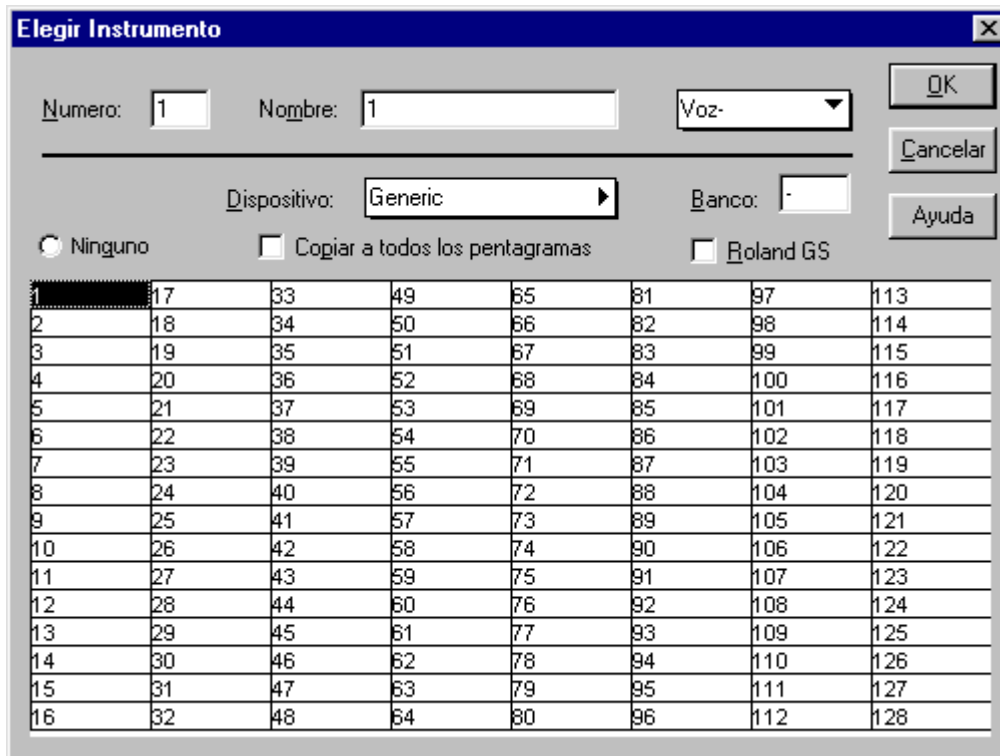 Elegir Instrumento
OK
Numero: 1 Nombre: 1 Voz-
Cancelar
Dispositivo: Generic Banco: -
Ayuda
Ninguno Copiar a todos los pentagramas Roland GS
1 17 33 49 65 81 97 113
2 18 34 50 66 82 98 114
3 19 35 51 67 83 99 115
4 20 36 52 68 84 100 116
5 21 37 53 69 85 101 117
6 22 38 54 70 86 102 118
7 23 39 55 71 87 103 119
8 24 40 56 72 88 104 120
9 25 41 57 73 89 105 121
10 26 42 58 74 90 106 122
11 27 43 59 75 91 107 123
12 28 44 60 76 92 108 124
13 29 45 61 77 93 109 125
14 30 46 62 78 94 110 126
15 31 47 63 79 95 111 127
16 32 48 64 80 96 112 128